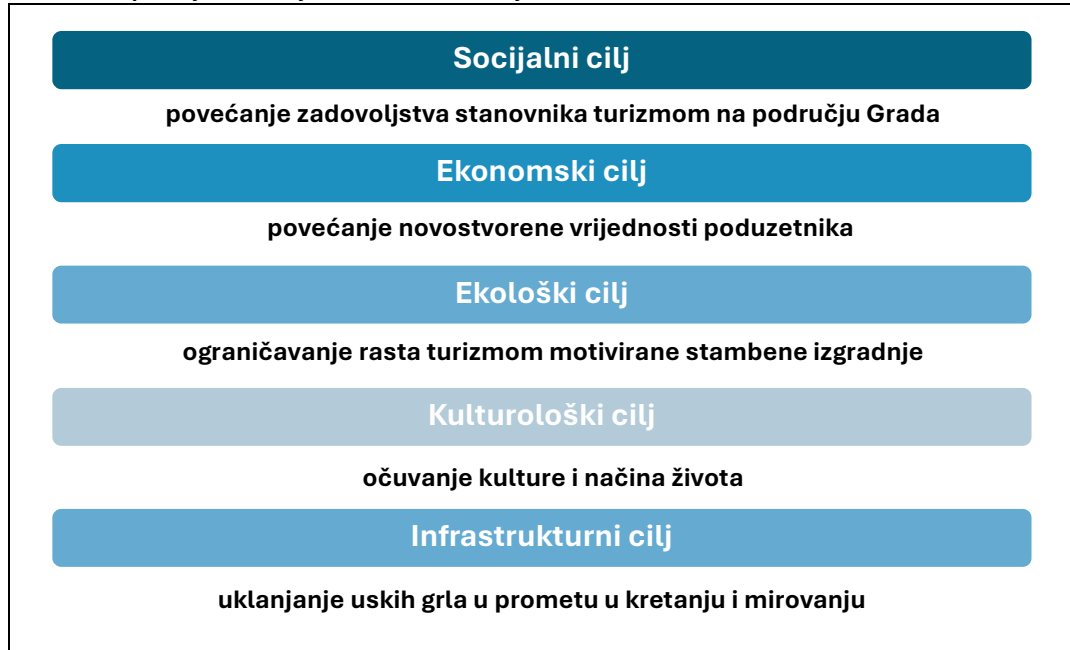 Socijalni cilj
povećanje zadovoljstva stanovnika turizmom na području Grada
Ekonomski cilj
povećanje novostvorene vrijednosti poduzetnika
Ekološki cilj
ograničavanje rasta turizmom motivirane stambene izgradnje
Kulturološki cilj
očuvanje kulture i načina života
Infrastrukturni cilj
uklanjanje uskih grla u prometu u kretanju i mirovanju